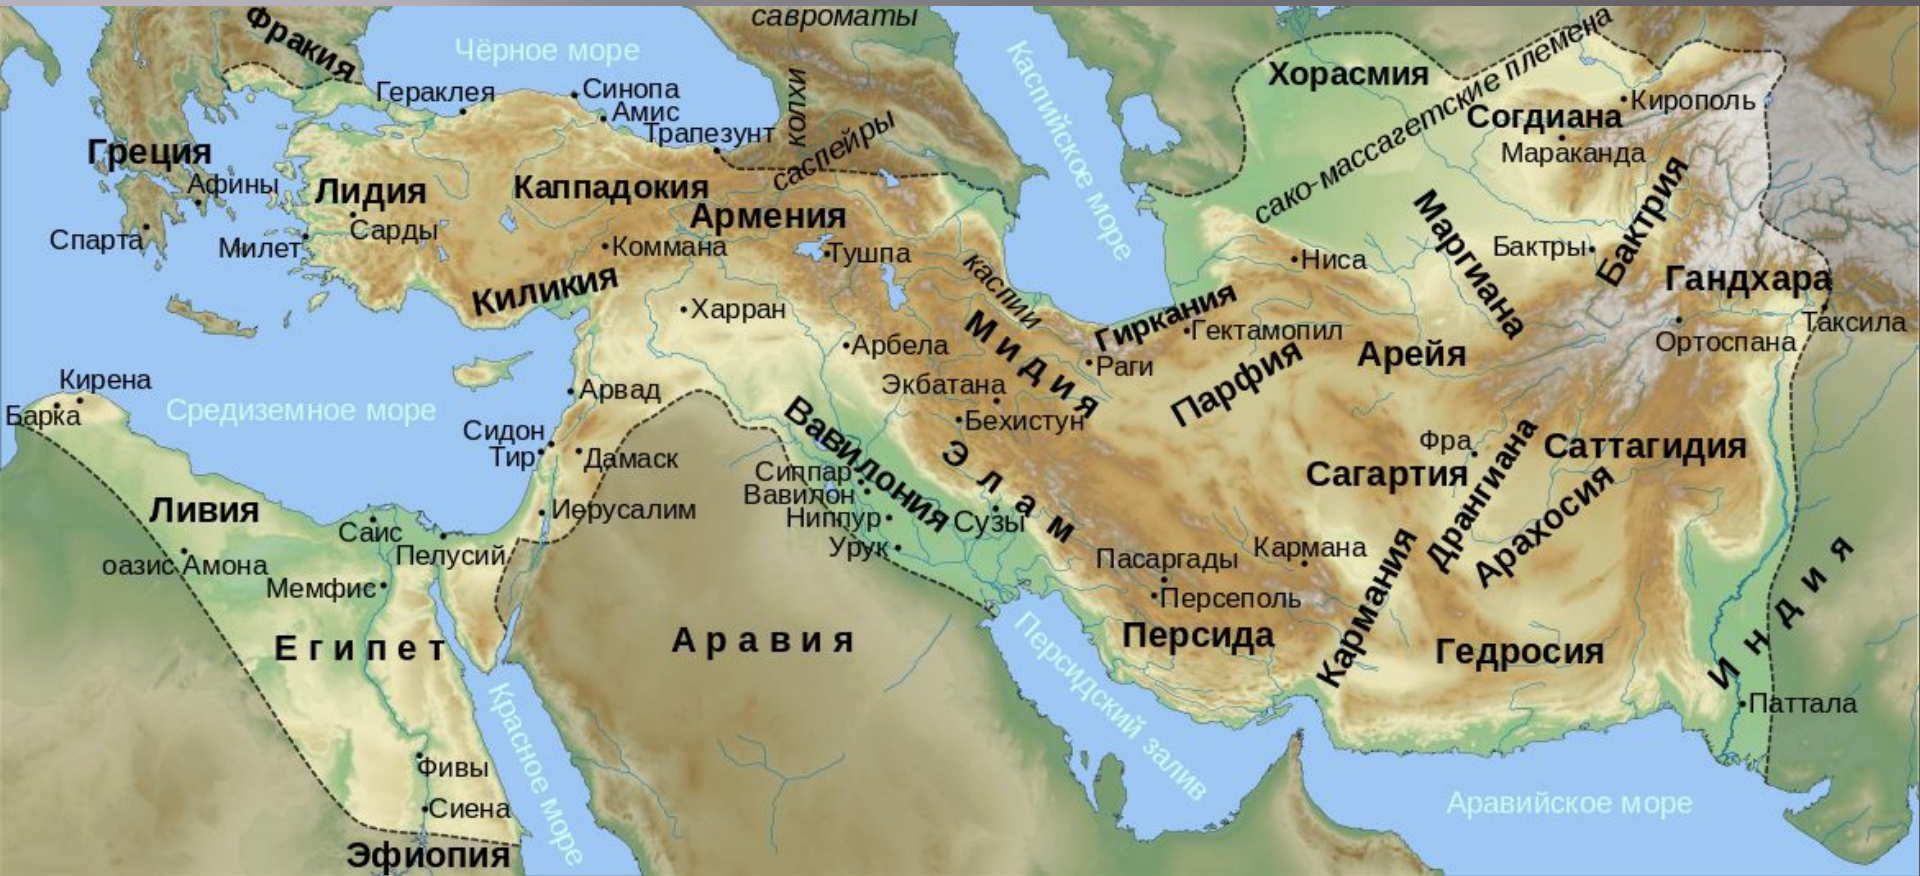 савроматы
Фракия
Чёрное море
Каспийское море
Хорасмия
сако-массагетские племена
Гераклея
Синопа
Амис
колхи
Трапезунт
саспейры
Согдиана
Кирополь
Мараканда
Греция
Афины
Спарта
Милет
Лидия
Сарды
Каппадокия
Армения
Коммана
Тушпа
Киликия
каспии
Ниса
Маргиана
Бактры
Бактрия
Гандхара
Таксила
Ортоспана
Харран
Арбела
Мидия
Гиркания
Гектамопил
Раги
Парфия
Арейя
Экбатана
Бехистун
Кирена
Барка
Средиземное море
Арвад
Сидон
Тир
Дамаск
Иерусалим
Вавилония
Сиппар
Вавилон
Ниппур
Урук
Элам
Сузы
Фра
Сагартия
Дрангиана
Саттагидия
Арахосия
Ливия
Саис
Пелусий
оазис Амона
Мемфис
Египет
Аравия
Пасаргады
Кармана
Персеполь
Персида
Кармания
Гедросия
Индия
Паттала
Персидский залив
Красное море
Фивы
Сиена
Эфиопия
Аравийское море